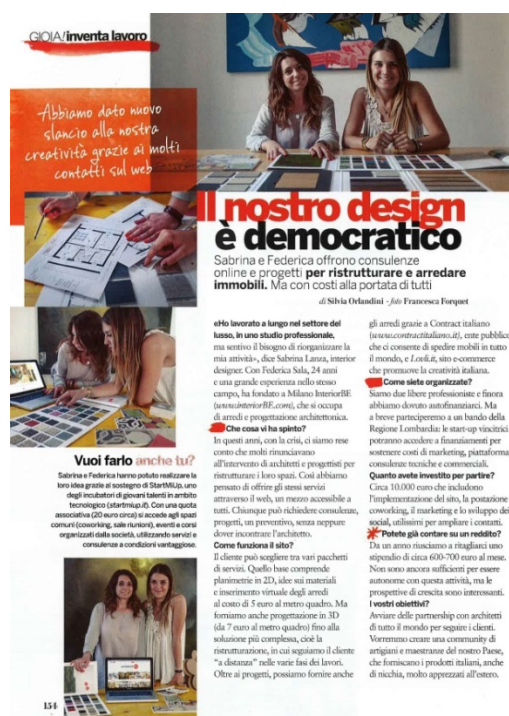 GIOIA! inventa lavoro
Abbiamo dato nuovo
slancio alla nostra
creatività grazie ai molti
contatti sul web
Il nostro design
è democratico
Sabrina e Federica offrono consulenze
online e progetti per ristrutturare e arredare
immobili. Ma con costi alla portata di tutti
di Silvia Orlandini - foto Francesca Forquet
«Ho lavorato a lungo nel settore del
lusso, in uno studio professionale,
ma sentivo il bisogno di riorganizzare la
mia attività», dice Sabrina Lanza, interior
designer. Con Federica Sala, 24 anni
e una grande esperienza nello stesso
campo, ha fondato a Milano InteriorBE
(www.interiorBE.com), che si occupa
di arredi e progettazione architettonica.
Che cosa vi ha spinto?
In questi anni, con la crisi, ci siamo rese
conto che molti rinunciavano
all'intervento di architetti e progettisti per
ristrutturare i loro spazi. Così abbiamo
pensato di offrire gli stessi servizi
attraverso il web, un mezzo accessibile a
tutti. Chiunque può richiedere consulenze,
progetti, un preventivo, senza neppure
dover incontrare l'architetto.
Come funziona il sito?
Il cliente può scegliere tra vari pacchetti
di servizi. Quello base comprende
planimetrie in 2D, idee sui materiali
e inserimento virtuale degli arredi
al costo di 5 euro al metro quadro. Ma
forniamo anche progettazione in 3D
(da 7 euro al metro quadro) fino alla
soluzione più complessa, cioè la
ristrutturazione, in cui seguiamo il cliente
"a distanza" nelle varie fasi dei lavori.
Oltre ai progetti, possiamo fornire anche
gli arredi grazie a Contract italiano
(www.contractitaliano.it), ente pubblico
che ci consente di spedire mobili in tutto
il mondo, e Lovli.it, sito e-commerce
che promuove la creatività italiana.
Come siete organizzate?
Siamo due libere professioniste e finora
abbiamo dovuto autofinanziarci. Ma
a breve parteciperemo a un bando della
Regione Lombardia: le start-up vincitrici
potranno accedere a finanziamenti per
sostenere costi di marketing, piattaforma,
consulenze tecniche e commerciali.
Quanto avete investito per partire?
Circa 10.000 euro che includono
l'implementazione del sito, la postazione
coworking, il marketing e lo sviluppo dei
social, utilissimi per ampliare i contatti.
Potete già contare su un reddito?
Da un anno riusciamo a ritagliarci uno
stipendio di circa 600-700 euro al mese.
Non sono ancora sufficienti per essere
autonome con questa attività, ma le
prospettive di crescita sono interessanti.
I vostri obiettivi?
Avviare delle partnership con architetti
di tutto il mondo per seguire i clienti.
Vorremmo creare una community di
artigiani e maestranze del nostro Paese,
che forniscano i prodotti italiani, anche
di nicchia, molto apprezzati all'estero.
Vuoi farlo anche tu?
Sabrina e Federica hanno potuto realizzare la
loro idea grazie al sostegno di StartMiUp, uno
degli incubatori di giovani talenti in ambito
tecnologico (startmiup.it). Con una quota
associativa (20 euro circa) si accede agli spazi
comuni (coworking, sale riunioni), eventi e corsi
organizzati dalla società, utilizzando servizi e
consulenze a condizioni vantaggiose.
154